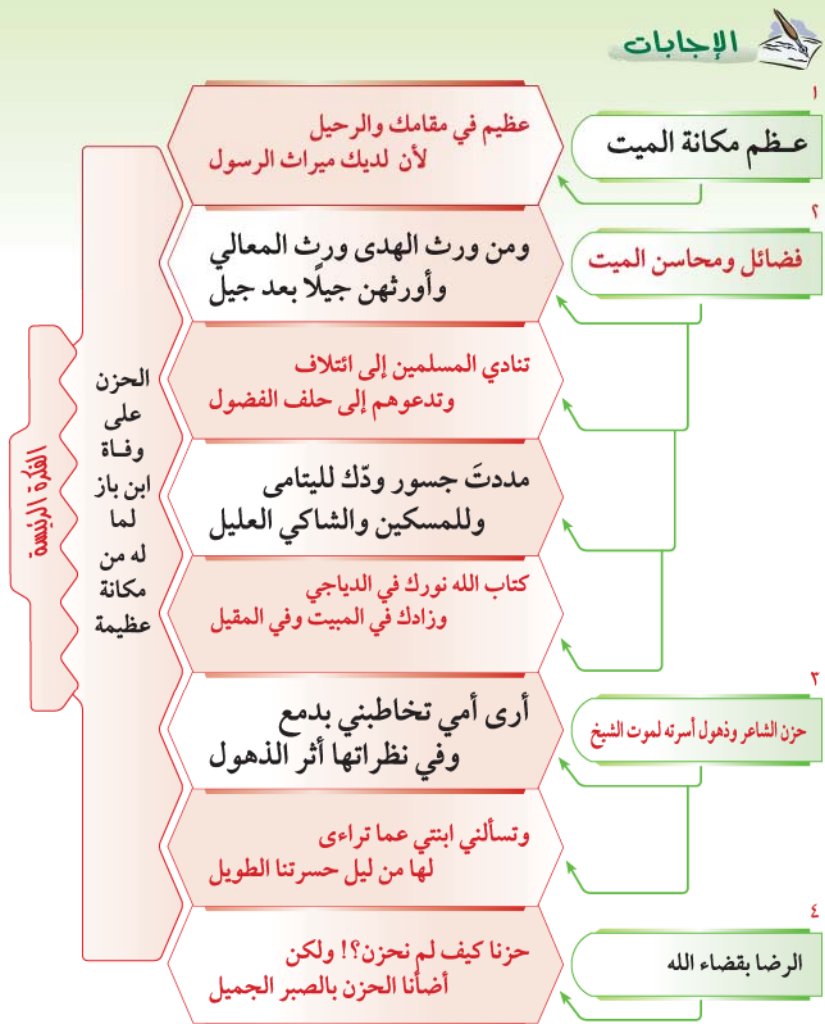 الإجابات
١
عـظم مكانة الميت
عظيم في مقامك والرحيل
لأن لديك ميراث الرسول
٢
فضائل ومحاسن الميت
ومن ورث الهدى ورث المعالي
وأورثهن جيلًا بعد جيل
تنادي المسلمين إلى ائتلاف
وتدعوهم إلى حلف الفضول
مددتَ جسور ودّك لليتامى
وللمسكين والشاكي العليل
كتاب الله نورك في الدياجي
وزادك في المبيت وفي المقيل
٣
حزن الشاعر وذهول أسرته لموت الشيخ
أرى أمي تخاطبني بدمع
وفي نظراتها أثر الذهول
وتسألني ابنتي عما تراءى
لها من ليل حسرتنا الطويل
٤
الرضا بقضاء الله
حزنا كيف لم نحزن؟! ولكن
أضأنا الحزن بالصبر الجميل
الحزن
على
وفـاة
ابن باز
لما
له من
مكانة
عظيمة
الفكرة الرئيسة